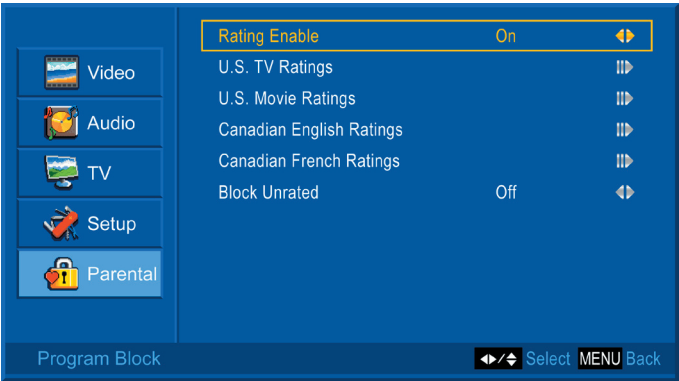 Video
Audio
TV
Setup
Parental
Rating Enable On
U.S. TV Ratings
U.S. Movie Ratings
Canadian English Ratings
Canadian French Ratings
Block Unrated Off
Program Block
/ Select MENU Back